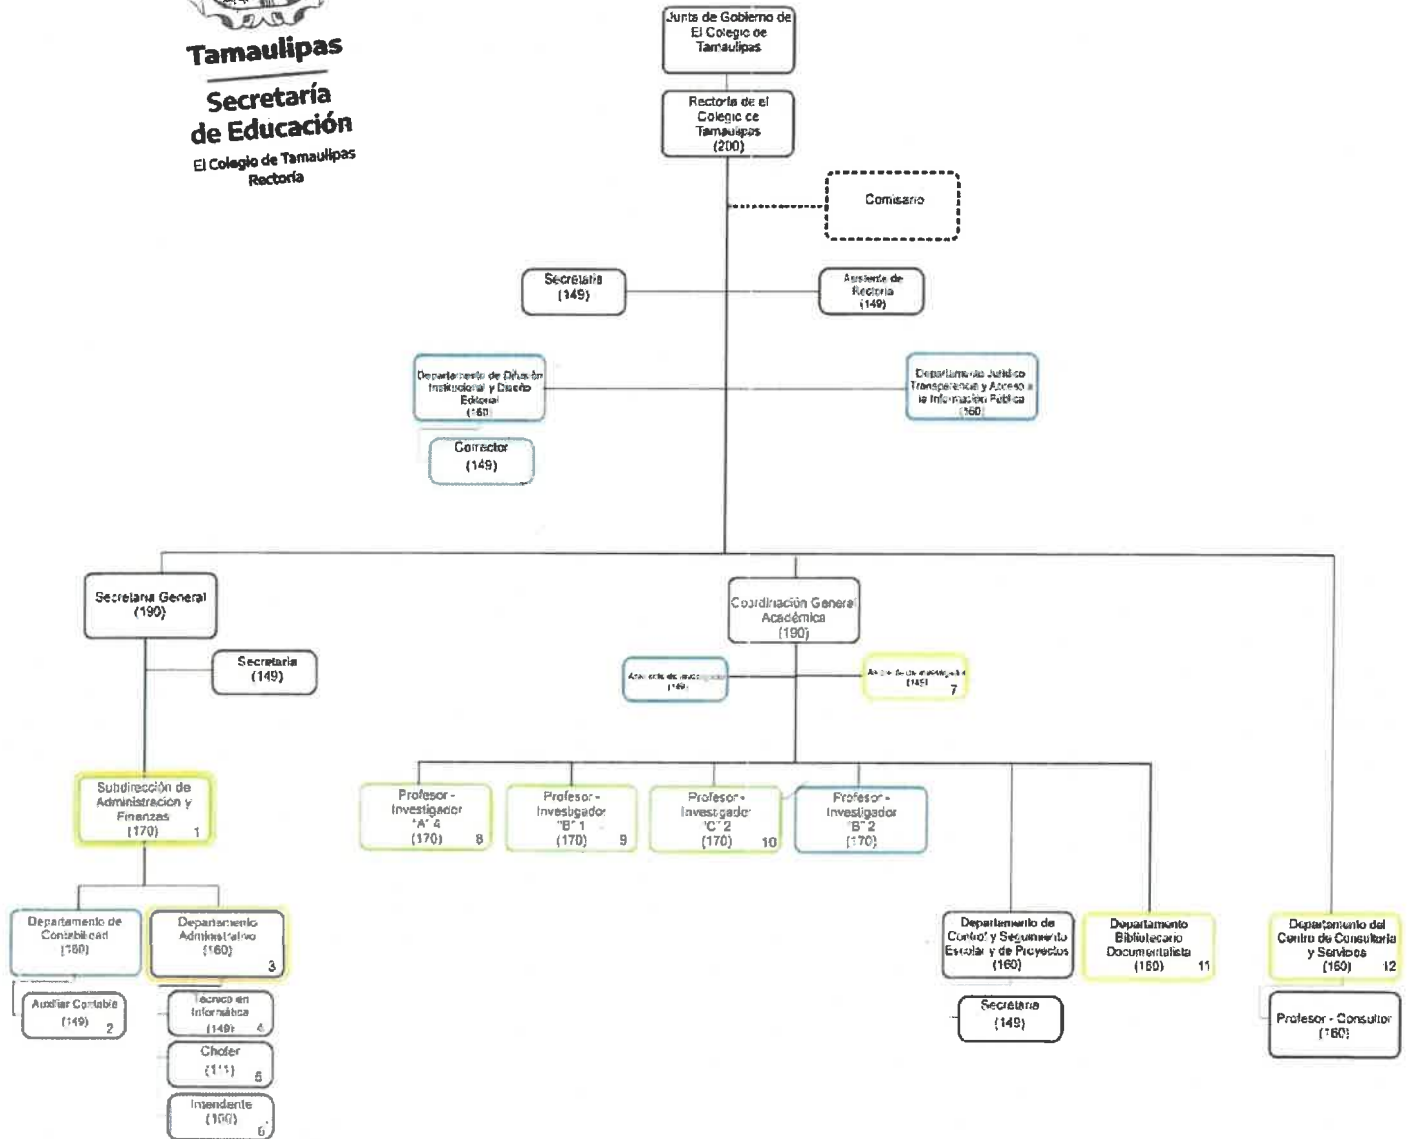 Tamaulipas
Secretaría
de Educación
El Colegio de Tamaulipas
Rectoría
Junta de Gobierno de
El Colegio de
Tamaulipas
Rectoría de el
Colegio de
Tamaulipas
(200)
Comisario
Secretaria
(149)
Asistente de
Rectoría
(149)
Departamento de Difusión
Institucional y Diseño
Editorial
(160)
Departamento Jurídico
Transparencia y Acceso a
la Información Pública
(160)
Corrector
(149)
Secretaría General
(190)
Coordinación General
Académica
(190)
Secretaria
(149)
Asistente de investigador
(149)
Asistente de investigador
(149) 7
Subdirección de
Administración y
Finanzas
(170) 1
Profesor -
Investigador
"A" 4
(170) 8
Profesor -
Investigador
"B" 1
(170) 9
Profesor -
Investigador
"C" 2
(170) 10
Profesor -
Investigador
"B" 2
(170)
Departamento de
Contabilidad
(160)
Departamento
Administrativo
(160)
3
Departamento de
Control y Seguimiento
Escolar y de Proyectos
(160)
Departamento
Bibliotecario
Documentalista
(160) 11
Departamento del
Centro de Consultoría
y Servicios
(160) 12
Auxiliar Contable
(149) 2
Técnico en
Informática
(149) 4
Secretaria
(149)
Profesor - Consultor
(160)
Chofer
(111) 5
Intendente
(100)
6